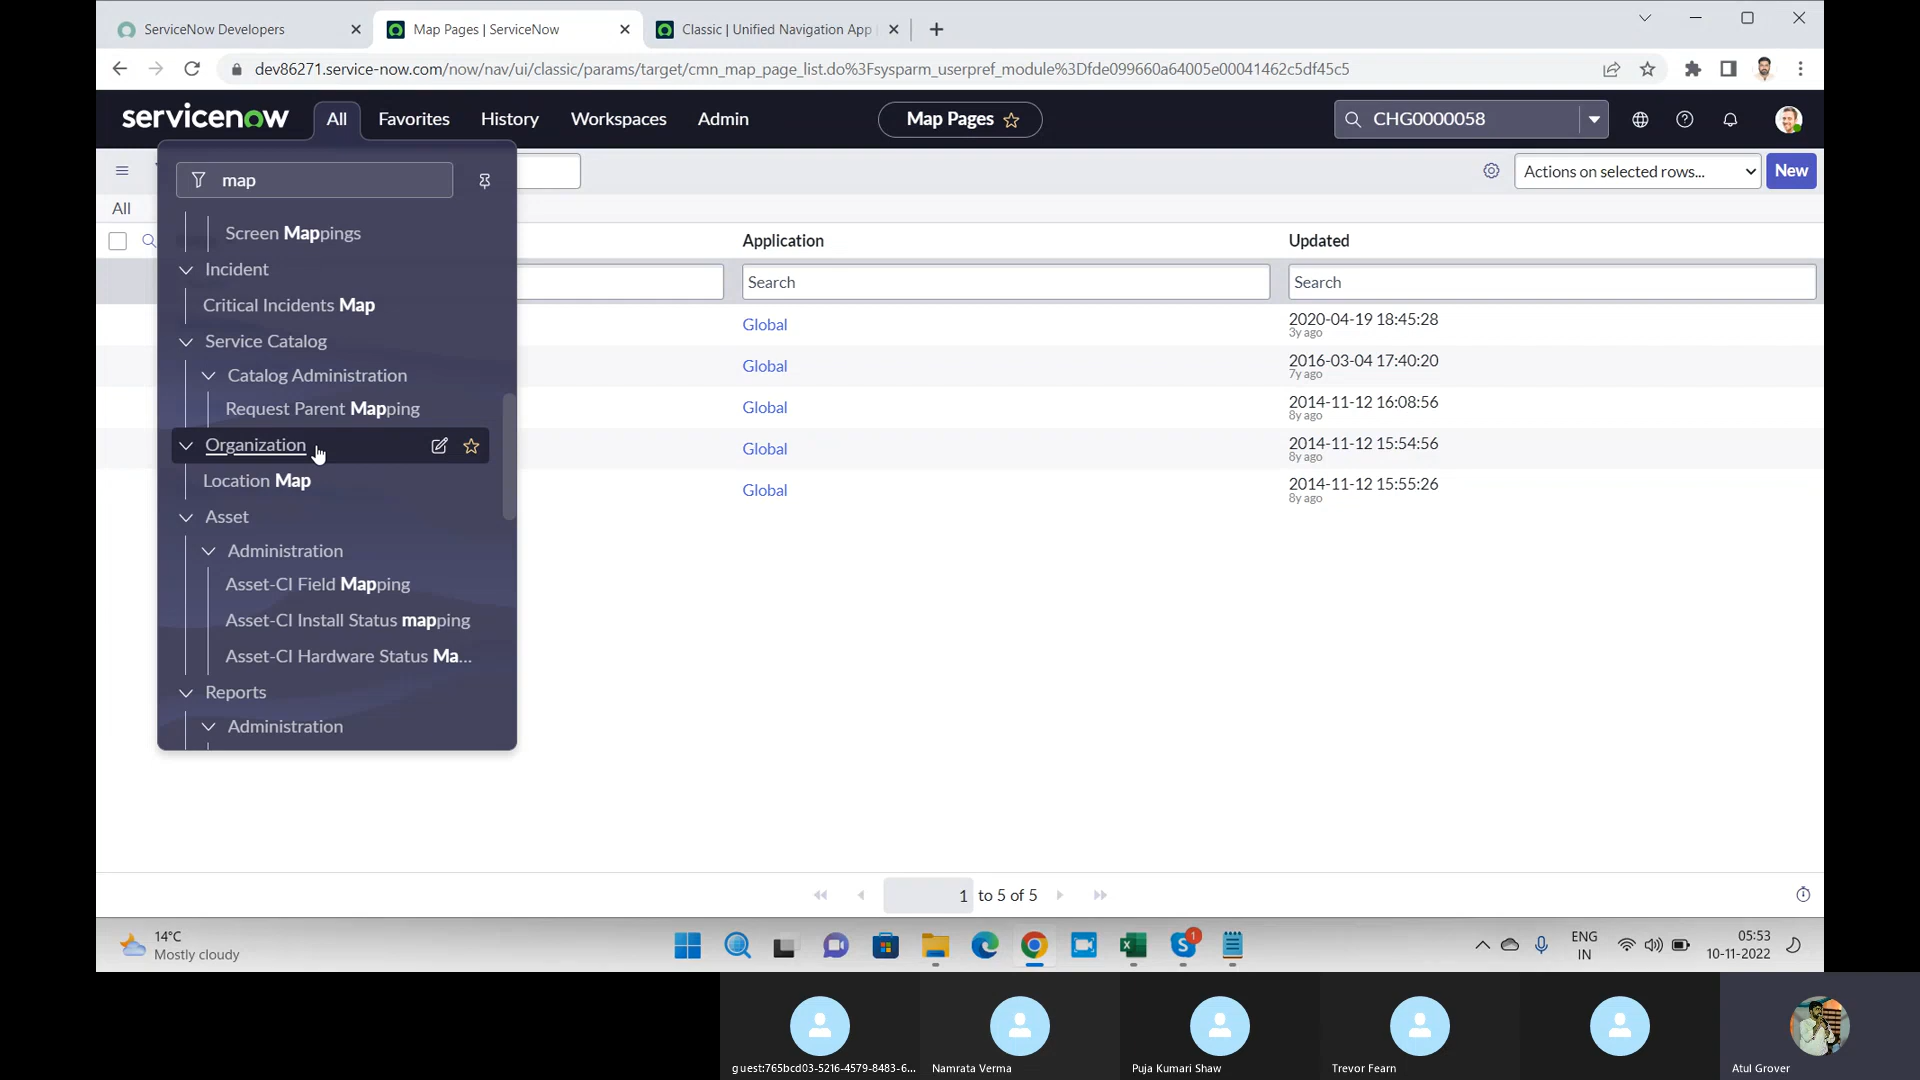 ServiceNow Developers
Map Pages | ServiceNow
Classic | Unified Navigation App
dev86271.service-now.com/now/nav/ui/classic/params/target/cmn_map_page_list.do%3Fsysparm_userpref_module%3Dfde099660a64005e00041462c5df45c5
servicenow
All
Favorites
History
Workspaces
Admin
Map Pages
CHG0000058
map
Actions on selected rows...
New
All
Application
Updated
Search
Search
Screen Mappings
Incident
Critical Incidents Map
Service Catalog
Catalog Administration
Request Parent Mapping
Organization
Location Map
Asset
Administration
Asset-CI Field Mapping
Asset-CI Install Status mapping
Asset-CI Hardware Status Ma...
Reports
Administration
Global
2020-04-19 18:45:28
3y ago
Global
2016-03-04 17:40:20
7y ago
Global
2014-11-12 16:08:56
8y ago
Global
2014-11-12 15:54:56
8y ago
Global
2014-11-12 15:55:26
8y ago
1 to 5 of 5
14°C
Mostly cloudy
1
ENG
IN
05:53
10-11-2022
guest:765bcd03-5216-4579-8483-6...
Namrata Verma
Puja Kumari Shaw
Trevor Fearn
Atul Grover